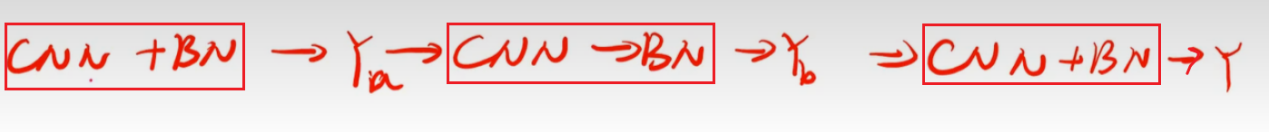 CNN + BN → Ya → CNN → BN → Yb → CNN + BN → Y